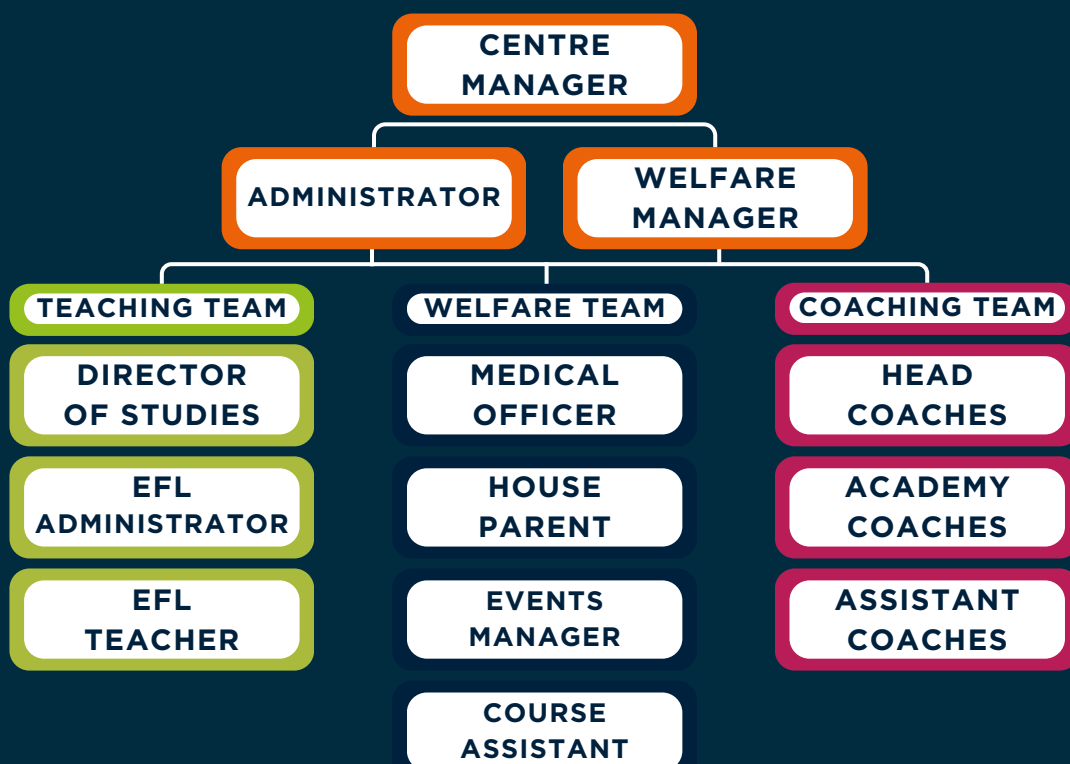 CENTRE
MANAGER
ADMINISTRATOR
WELFARE
MANAGER
TEACHING TEAM
DIRECTOR
OF STUDIES
EFL
ADMINISTRATOR
EFL
TEACHER
WELFARE TEAM
MEDICAL
OFFICER
HOUSE
PARENT
EVENTS
MANAGER
COURSE
ASSISTANT
COACHING TEAM
HEAD
COACHES
ACADEMY
COACHES
ASSISTANT
COACHES